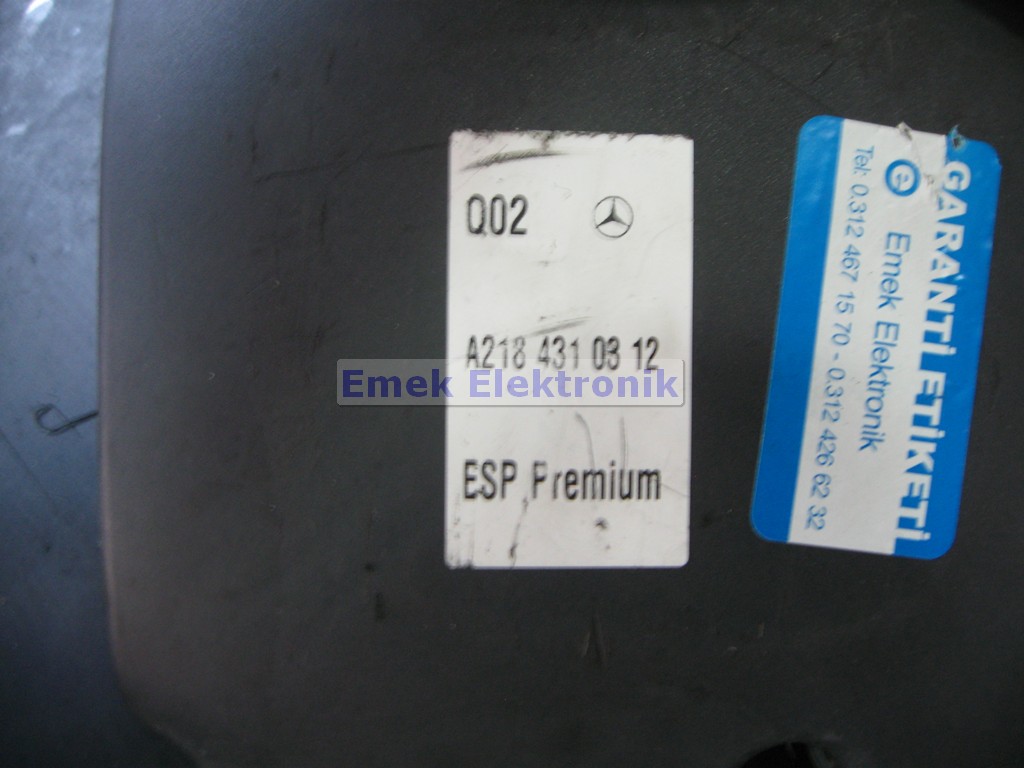 Q02
A218 431 03 12
Emek Elektronik
ESP Premium
GARANTİ ETİKETİ
e Emek Elektronik
Tel: 0.312 467 15 70 - 0.312 426 62 32